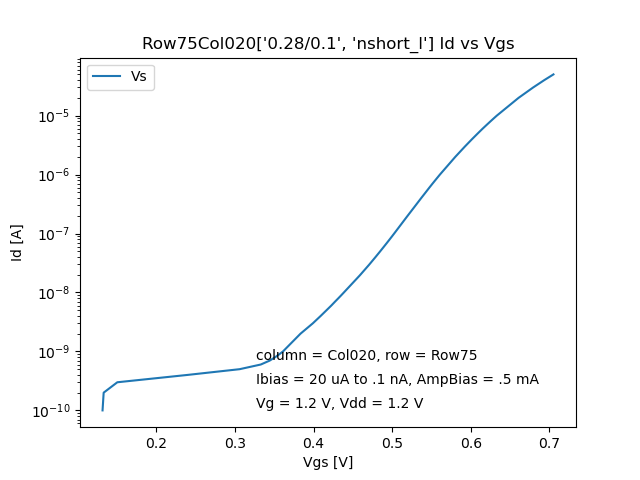 Row75Col020['0.28/0.1', 'nshort_l'] Id vs Vgs
Vs
10⁻⁵
10⁻⁶
10⁻⁷
10⁻⁸
10⁻⁹
10⁻¹⁰
Id [A]
column = Col020, row = Row75
Ibias = 20 uA to .1 nA, AmpBias = .5 mA
Vg = 1.2 V, Vdd = 1.2 V
0.2 0.3 0.4 0.5 0.6 0.7
Vgs [V]